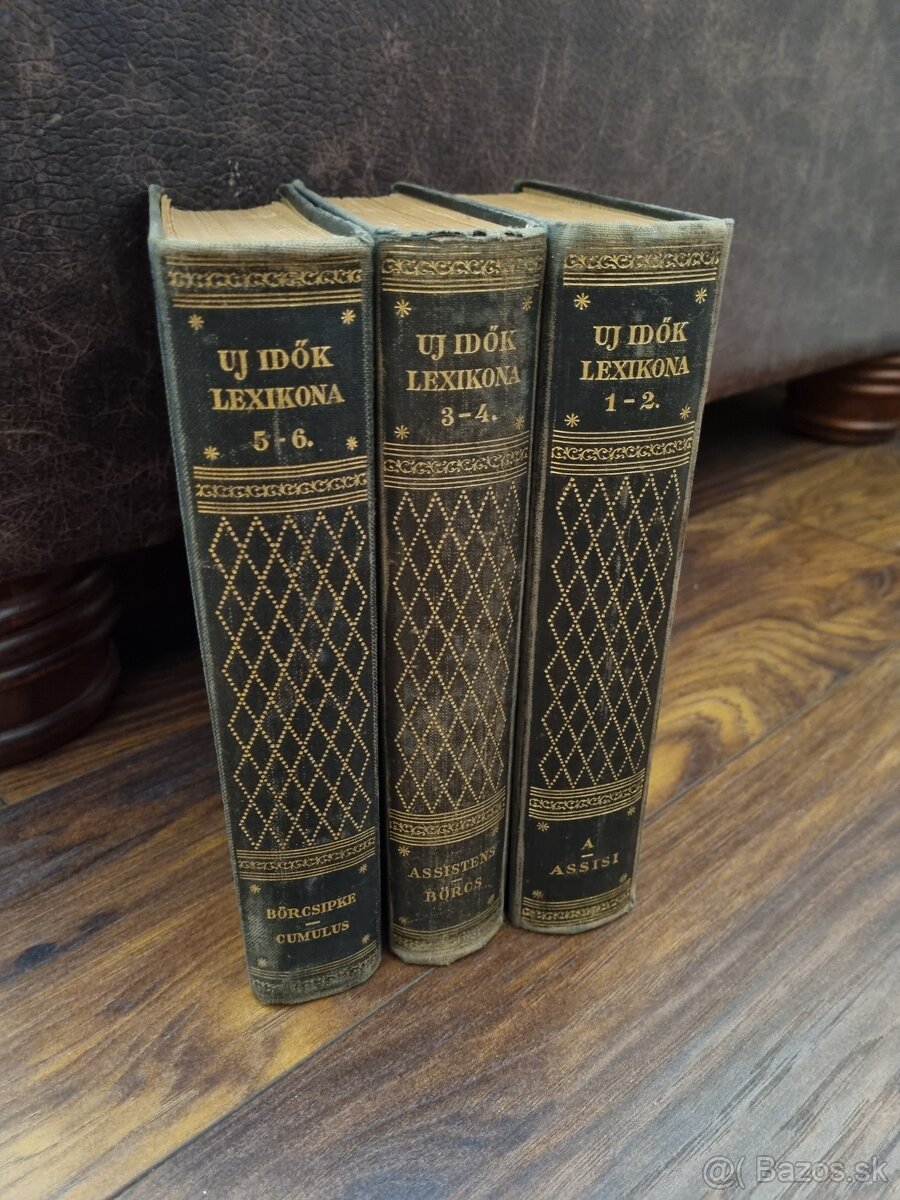 UJ IDŐK
LEXIKONA
5-6.
BÖRCSIPKE
CUMULUS
UJ IDŐK
LEXIKONA
3-4.
ASSISTENS
BÖRCS
UJ IDŐK
LEXIKONA
1-2.
A
ASSISI
@( Bazos.sk